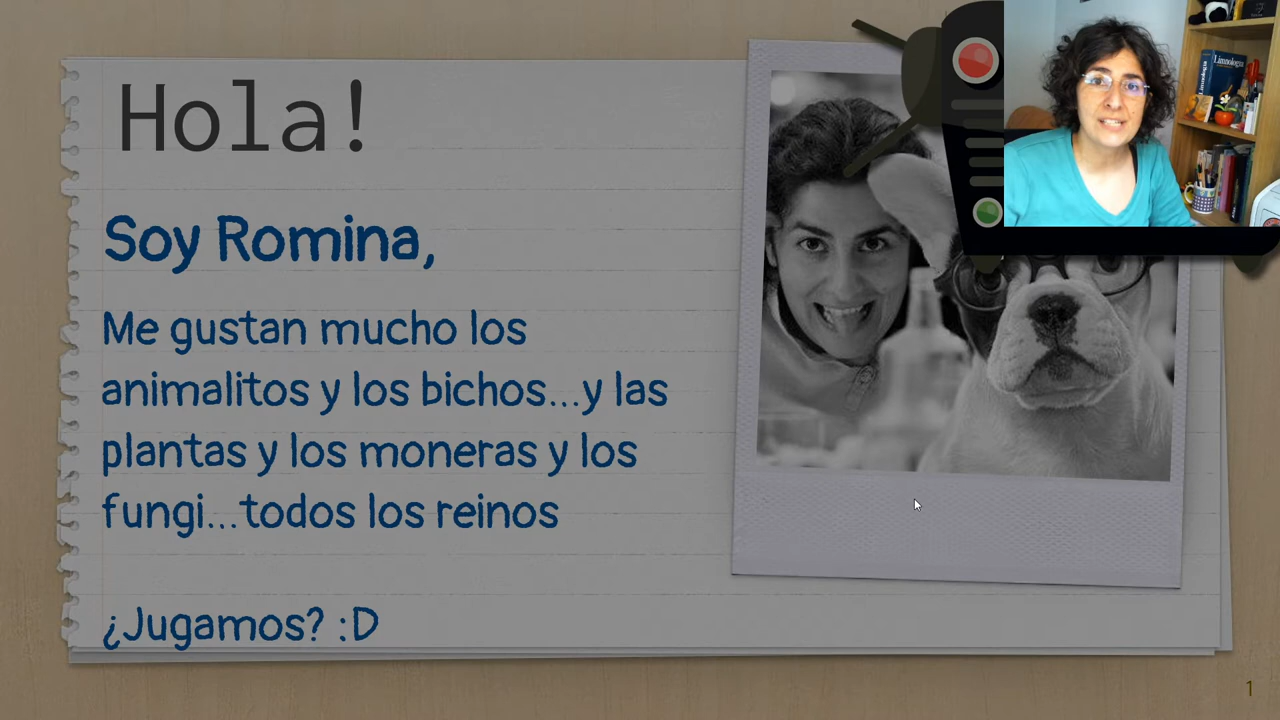 Hola!
Soy Romina,
Me gustan mucho los
animalitos y los bichos...y las
plantas y los moneras y los
fungi...todos los reinos
¿Jugamos? :D
Limnology
1